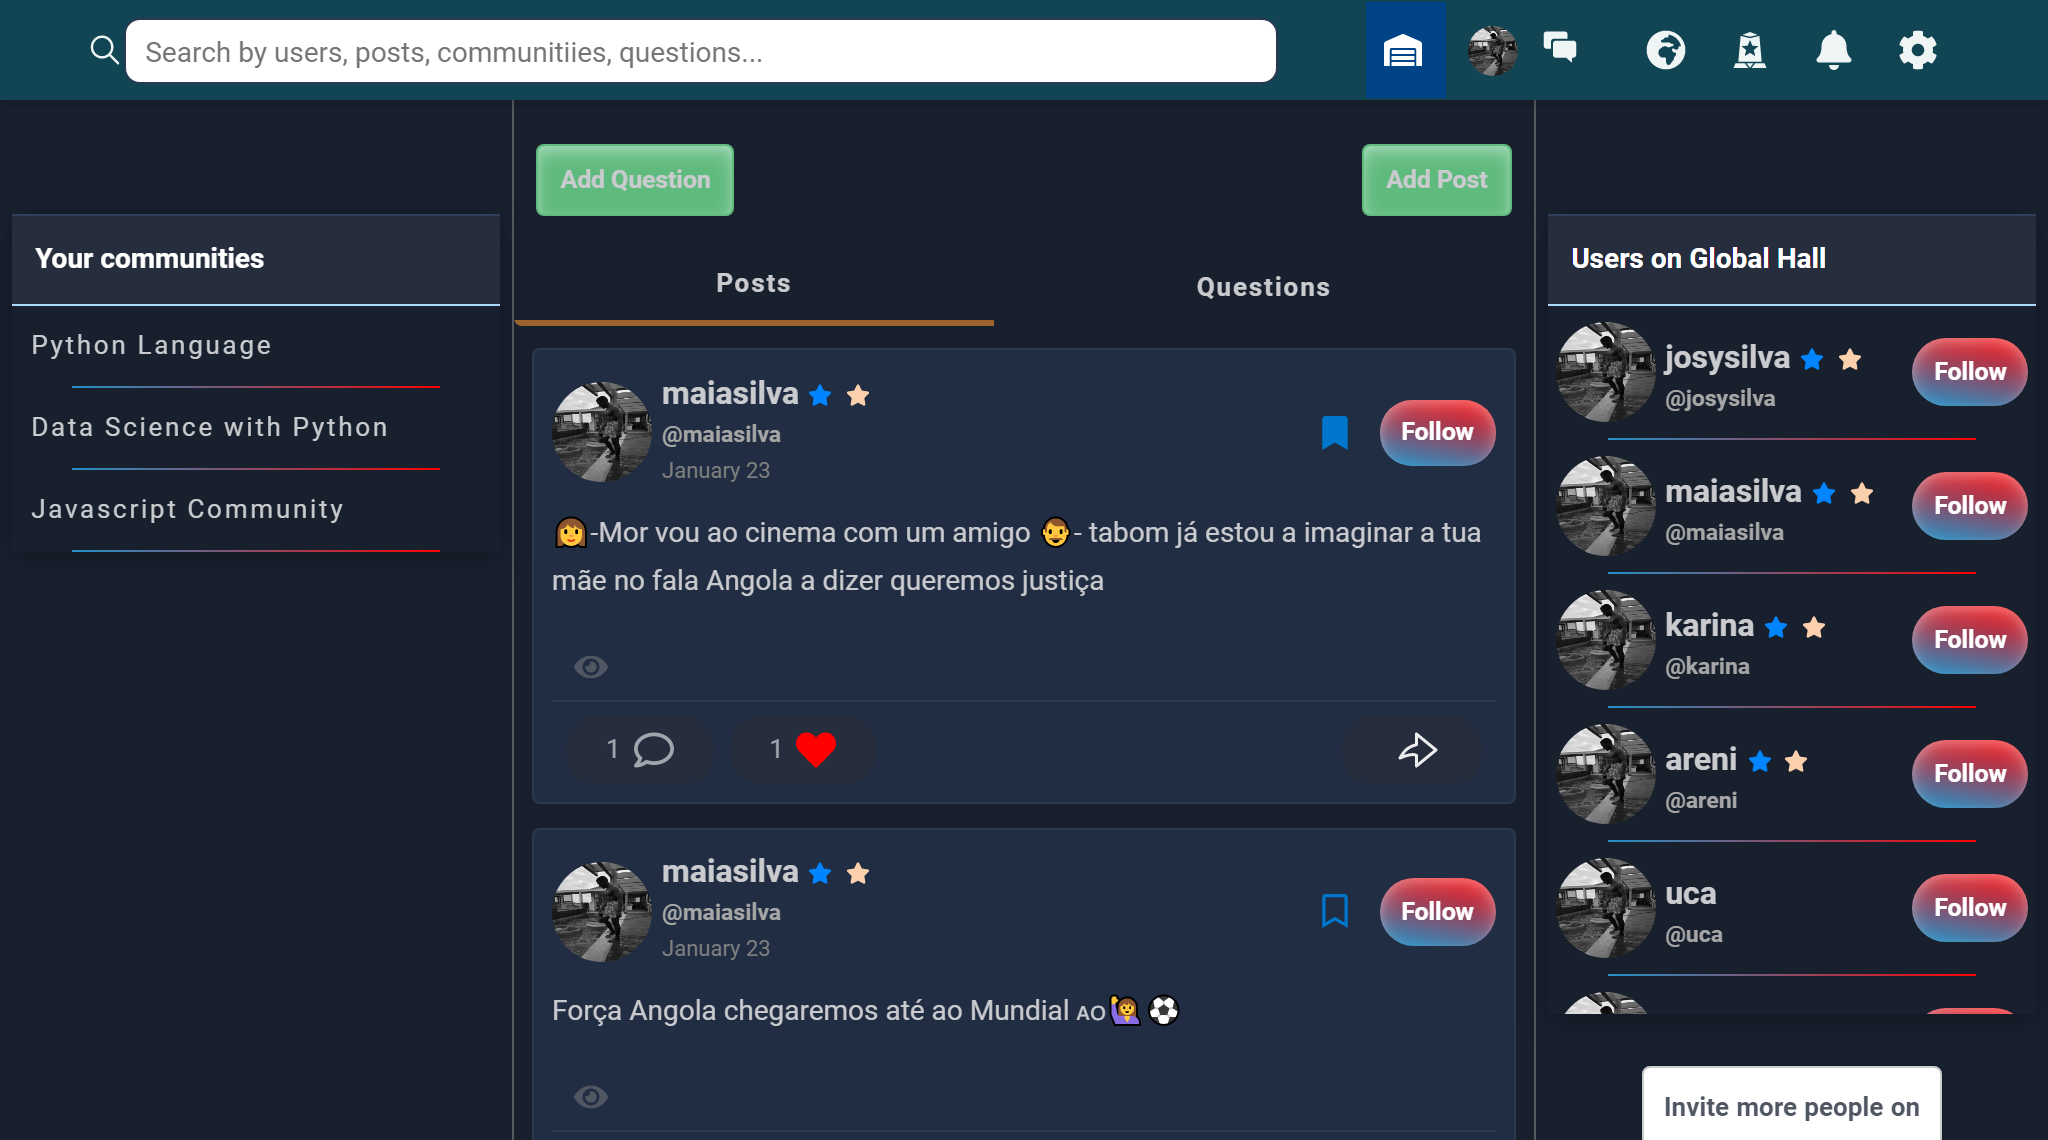 Search by users, posts, communitiies, questions...
Your communities
Python Language
Data Science with Python
Javascript Community
Add Question
Add Post
Posts
Questions
maiasilva
@maiasilva
January 23
Follow
👩-Mor vou ao cinema com um amigo 👨- tabom já estou a imaginar a tua
mãe no fala Angola a dizer queremos justiça
1
1
maiasilva
@maiasilva
January 23
Follow
Força Angola chegaremos até ao Mundial 🇦🇴🙋‍♀️⚽
Users on Global Hall
josysilva
@josysilva
Follow
maiasilva
@maiasilva
Follow
karina
@karina
Follow
areni
@areni
Follow
uca
@uca
Follow
Invite more people on